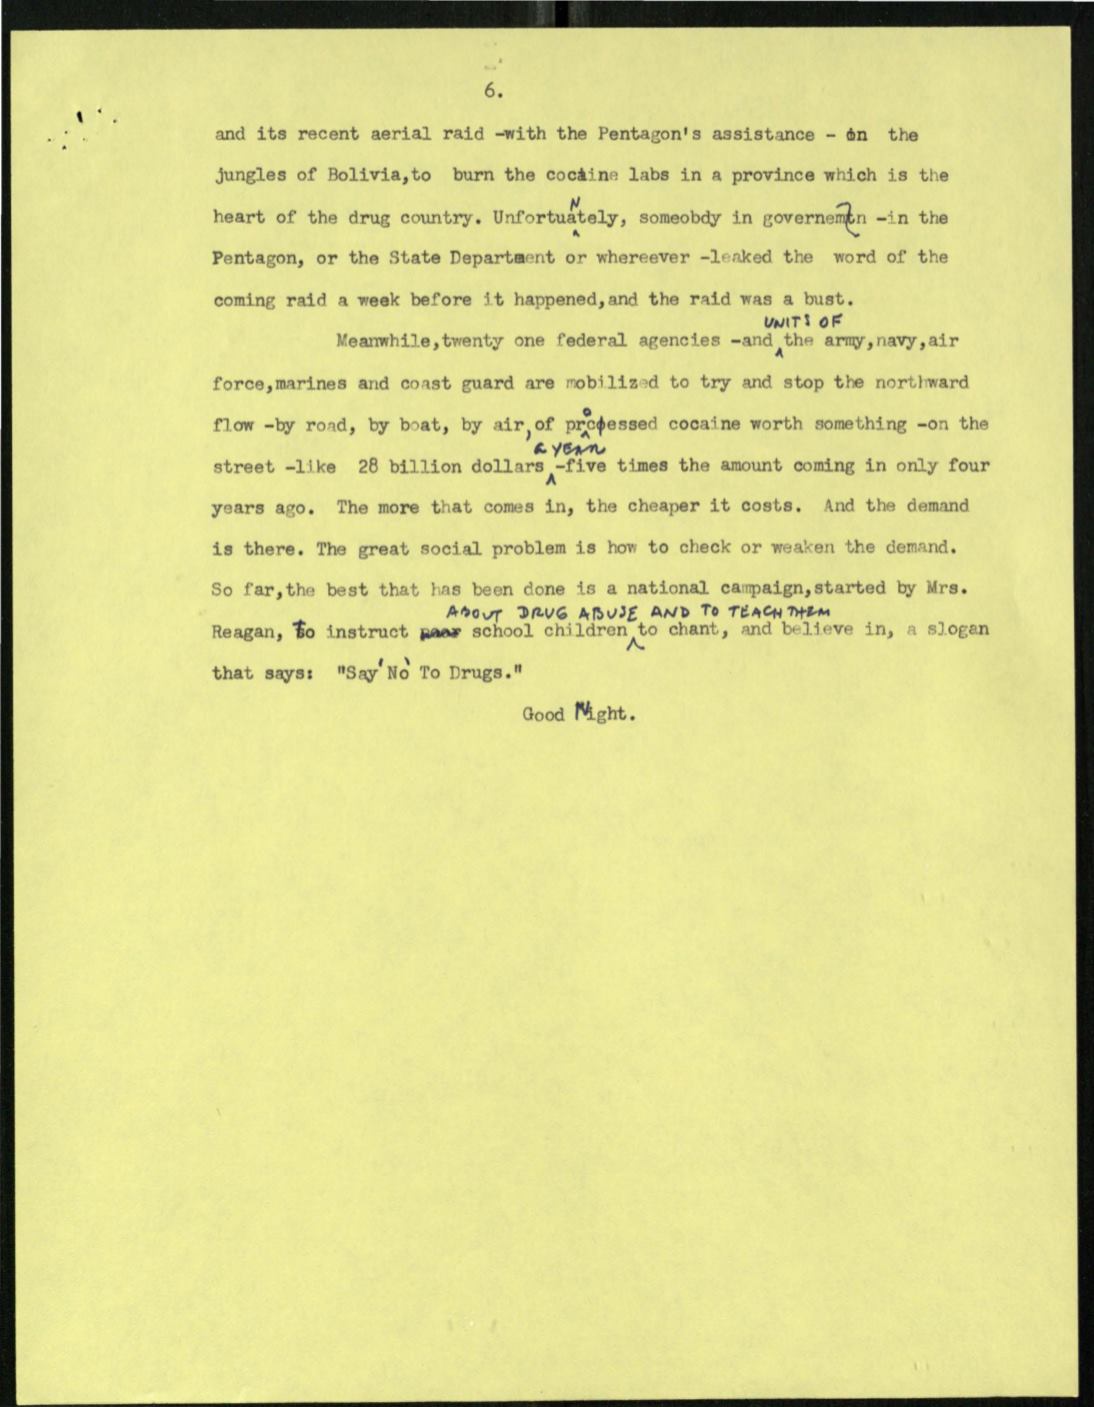 6.
and its recent aerial raid -with the Pentagon's assistance - on the
jungles of Bolivia,to burn the cocaine labs in a province which is the
N
heart of the drug country. Unfortuately, someobdy in governemtn -in the
Pentagon, or the State Department or whereever -leaked the word of the
coming raid a week before it happened,and the raid was a bust.
UNITS OF
Meanwhile,twenty one federal agencies -and the army,navy,air
force,marines and coast guard are mobilized to try and stop the northward
o
flow -by road, by boat, by air, of prcessed cocaine worth something -on the
a year
street -like 28 billion dollars -five times the amount coming in only four
years ago. The more that comes in, the cheaper it costs. And the demand
is there. The great social problem is how to check or weaken the demand.
So far,the best that has been done is a national campaign,started by Mrs.
ABOUT DRUG ABUSE AND TO TEACH THEM
Reagan, to instruct school children to chant, and believe in, a slogan
that says: "Say 'No' To Drugs."
Good Night.